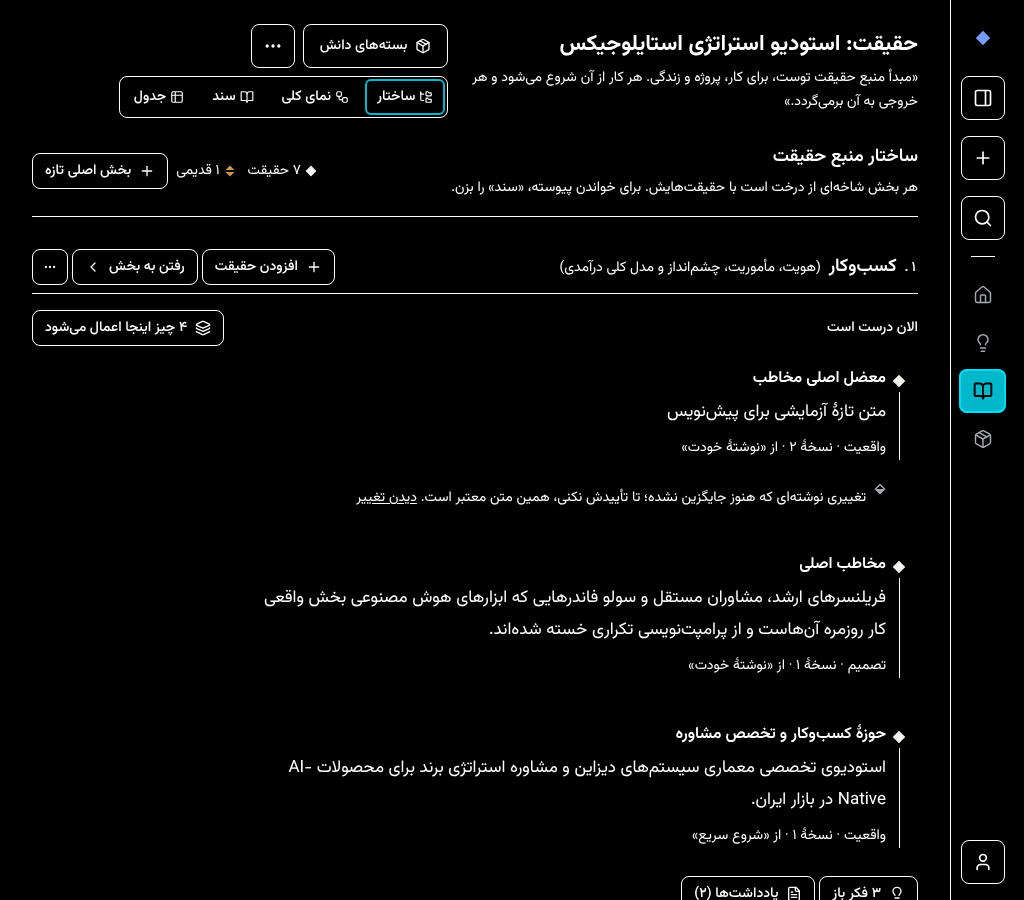 حقیقت: استودیو استراتژی استایلوجیکس
«مبدأ منبع حقیقت توست، برای کار، پروژه و زندگی. هر کار از آن شروع می‌شود و هر
خروجی به آن برمی‌گردد.»
بسته‌های دانش
ساختار
نمای کلی
سند
جدول
ساختار منبع حقیقت
هر بخش شاخه‌ای از درخت است با حقیقت‌هایش. برای خواندن پیوسته، «سند» را بزن.
۷ حقیقت
۱ قدیمی
بخش اصلی تازه
۱. کسب‌وکار (هویت، مأموریت، چشم‌انداز و مدل کلی درآمدی)
افزودن حقیقت
رفتن به بخش
الان درست است
۴ چیز اینجا اعمال می‌شود
معضل اصلی مخاطب
متن تازهٔ آزمایشی برای پیش‌نویس
واقعیت · نسخهٔ ۲ · از «نوشتهٔ خودت»
تغییری نوشته‌ای که هنوز جایگزین نشده؛ تا تأییدش نکنی، همین متن معتبر است. دیدن تغییر
مخاطب اصلی
فریلنسرهای ارشد، مشاوران مستقل و سولو فاندرهایی که ابزارهای هوش مصنوعی بخش واقعی
کار روزمره آن‌هاست و از پرامپت‌نویسی تکراری خسته شده‌اند.
تصمیم · نسخهٔ ۱ · از «نوشتهٔ خودت»
حوزهٔ کسب‌وکار و تخصص مشاوره
استودیوی تخصصی معماری سیستم‌های دیزاین و مشاوره استراتژی برند برای محصولات AI-
Native در بازار ایران.
واقعیت · نسخهٔ ۱ · از «شروع سریع»
۳ فکر باز
یادداشت‌ها (۲)